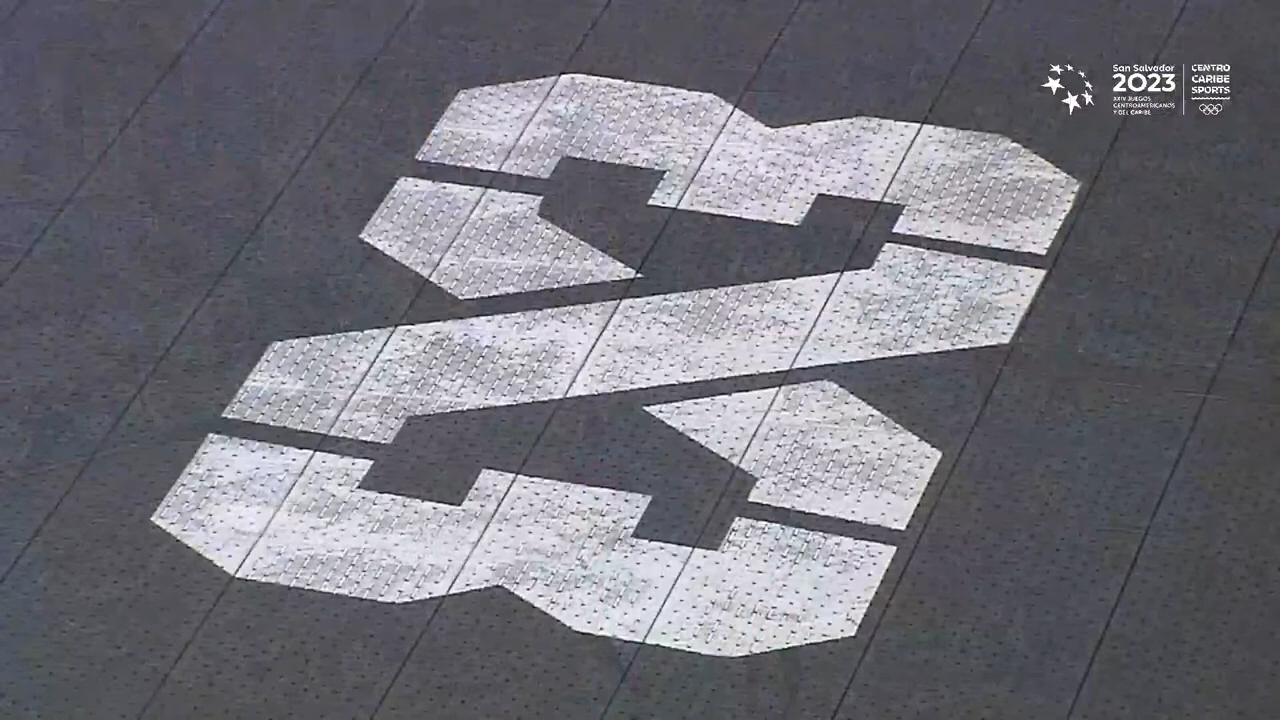 San Salvador
2023
XXIV JUEGOS
CENTROAMERICANOS
Y DEL CARIBE
CENTRO
CARIBE
SPORTS